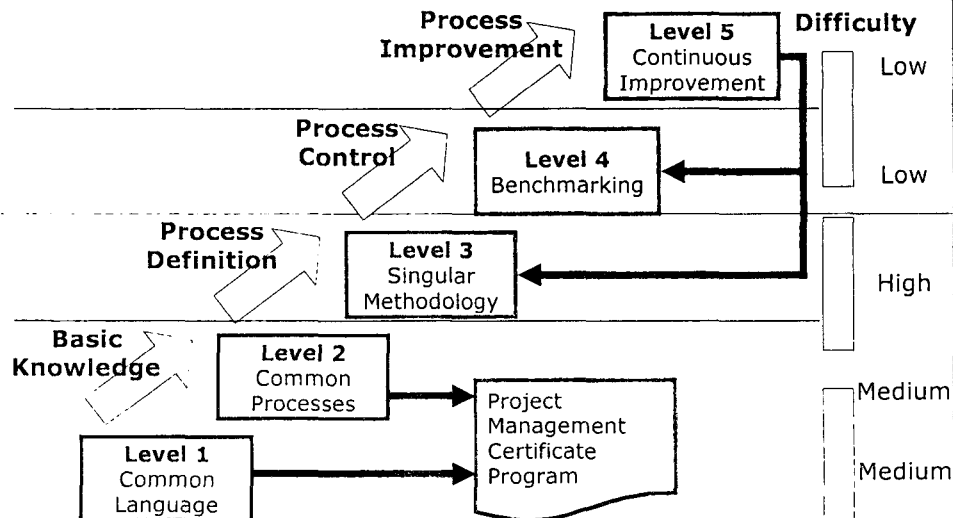 Process
Improvement
Level 5
Continuous
Improvement
Difficulty
Low
Process
Control
Level 4
Benchmarking
Low
Process
Definition
Level 3
Singular
Methodology
High
Basic
Knowledge
Level 2
Common
Processes
Medium
Project
Management
Certificate
Program
Level 1
Common
Language
Medium